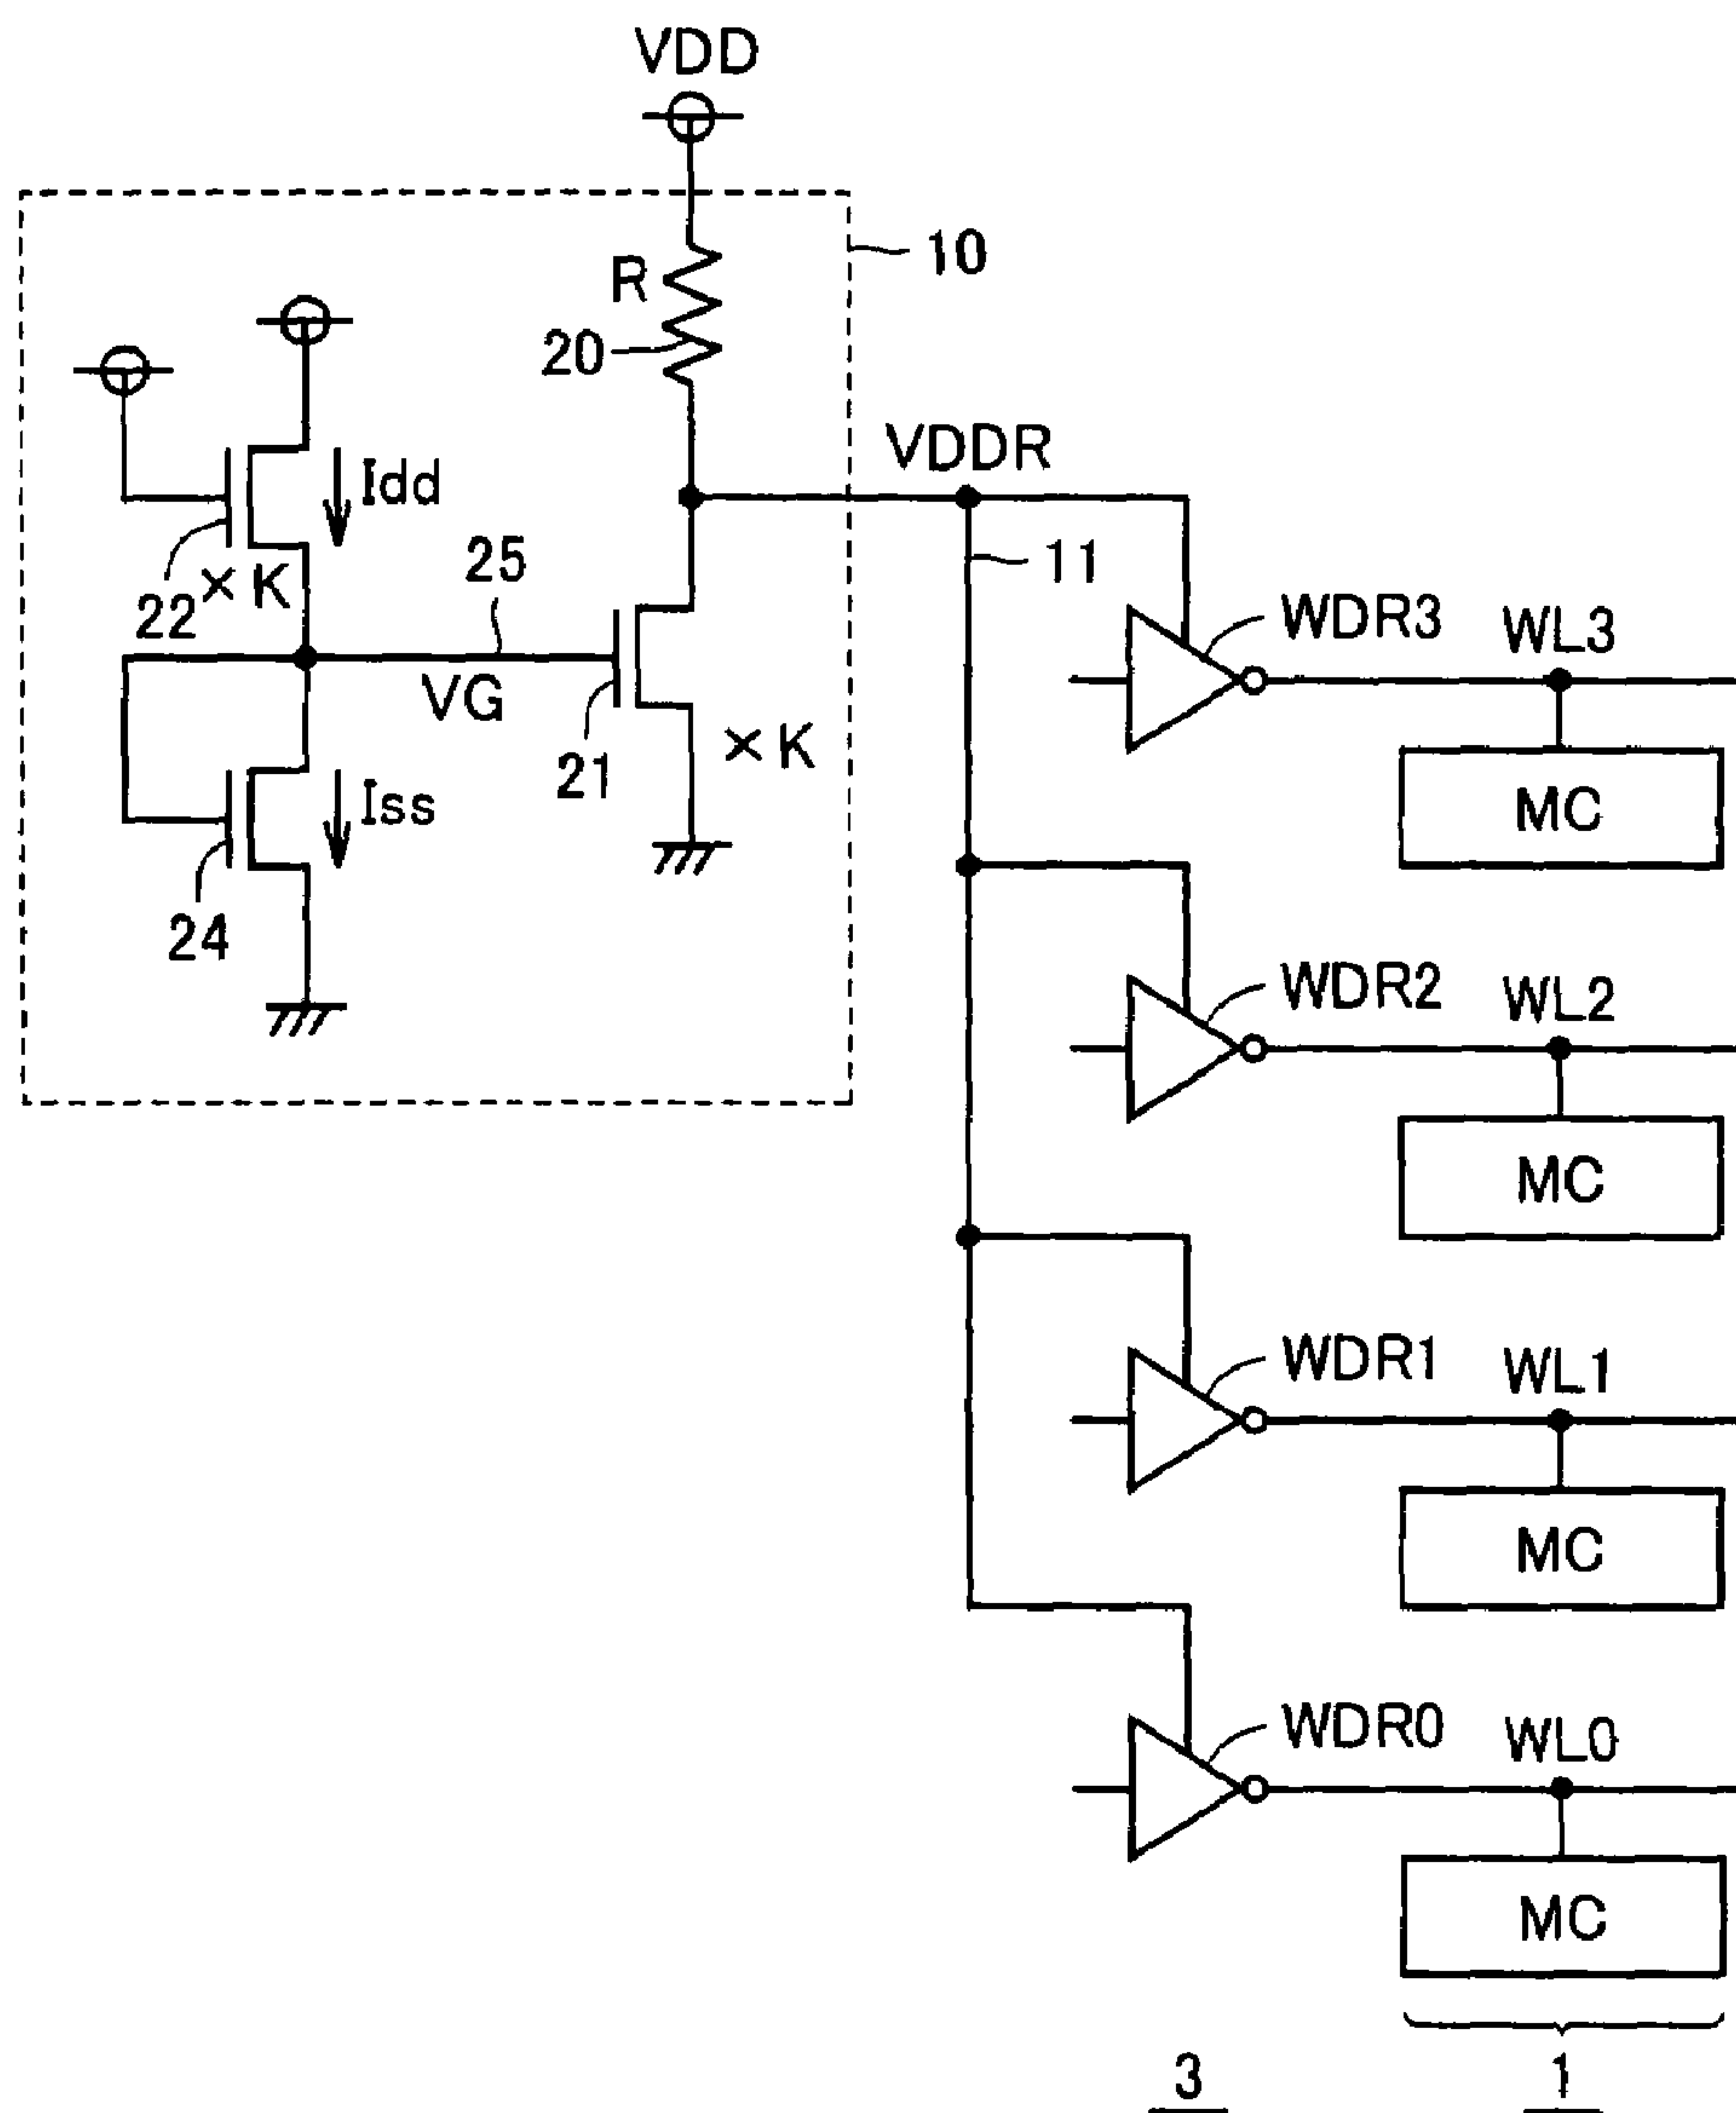 VDD
10
R
20
Idd
VDDR
22
× K
25
11
VG
21
× K
WDR3
WL3
MC
Iss
24
WDR2
WL2
MC
WDR1
WL1
MC
WDR0
WL0
MC
3
1